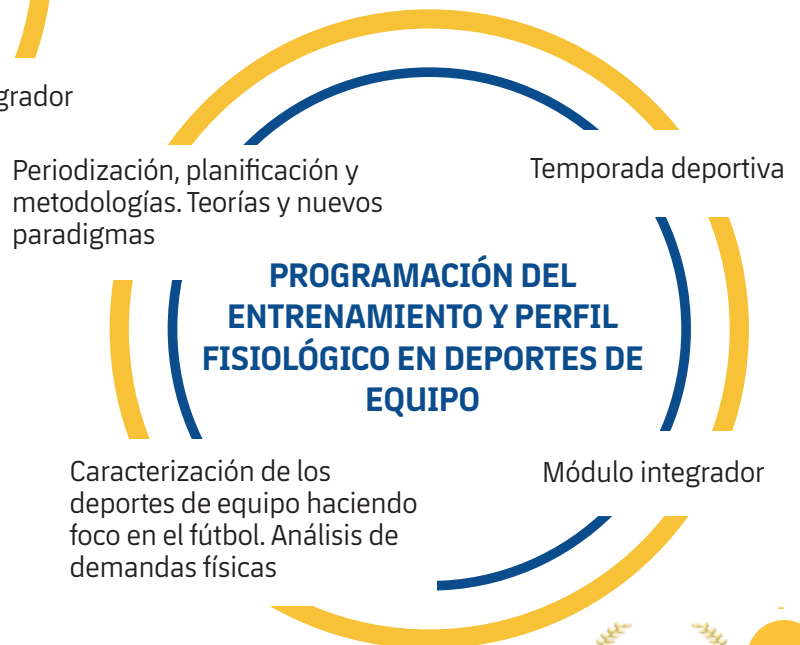 grador
Periodización, planificación y
metodologías. Teorías y nuevos
paradigmas
Temporada deportiva
PROGRAMACIÓN DEL
ENTRENAMIENTO Y PERFIL
FISIOLÓGICO EN DEPORTES DE
EQUIPO
Caracterización de los
deportes de equipo haciendo
foco en el fútbol. Análisis de
demandas físicas
Módulo integrador